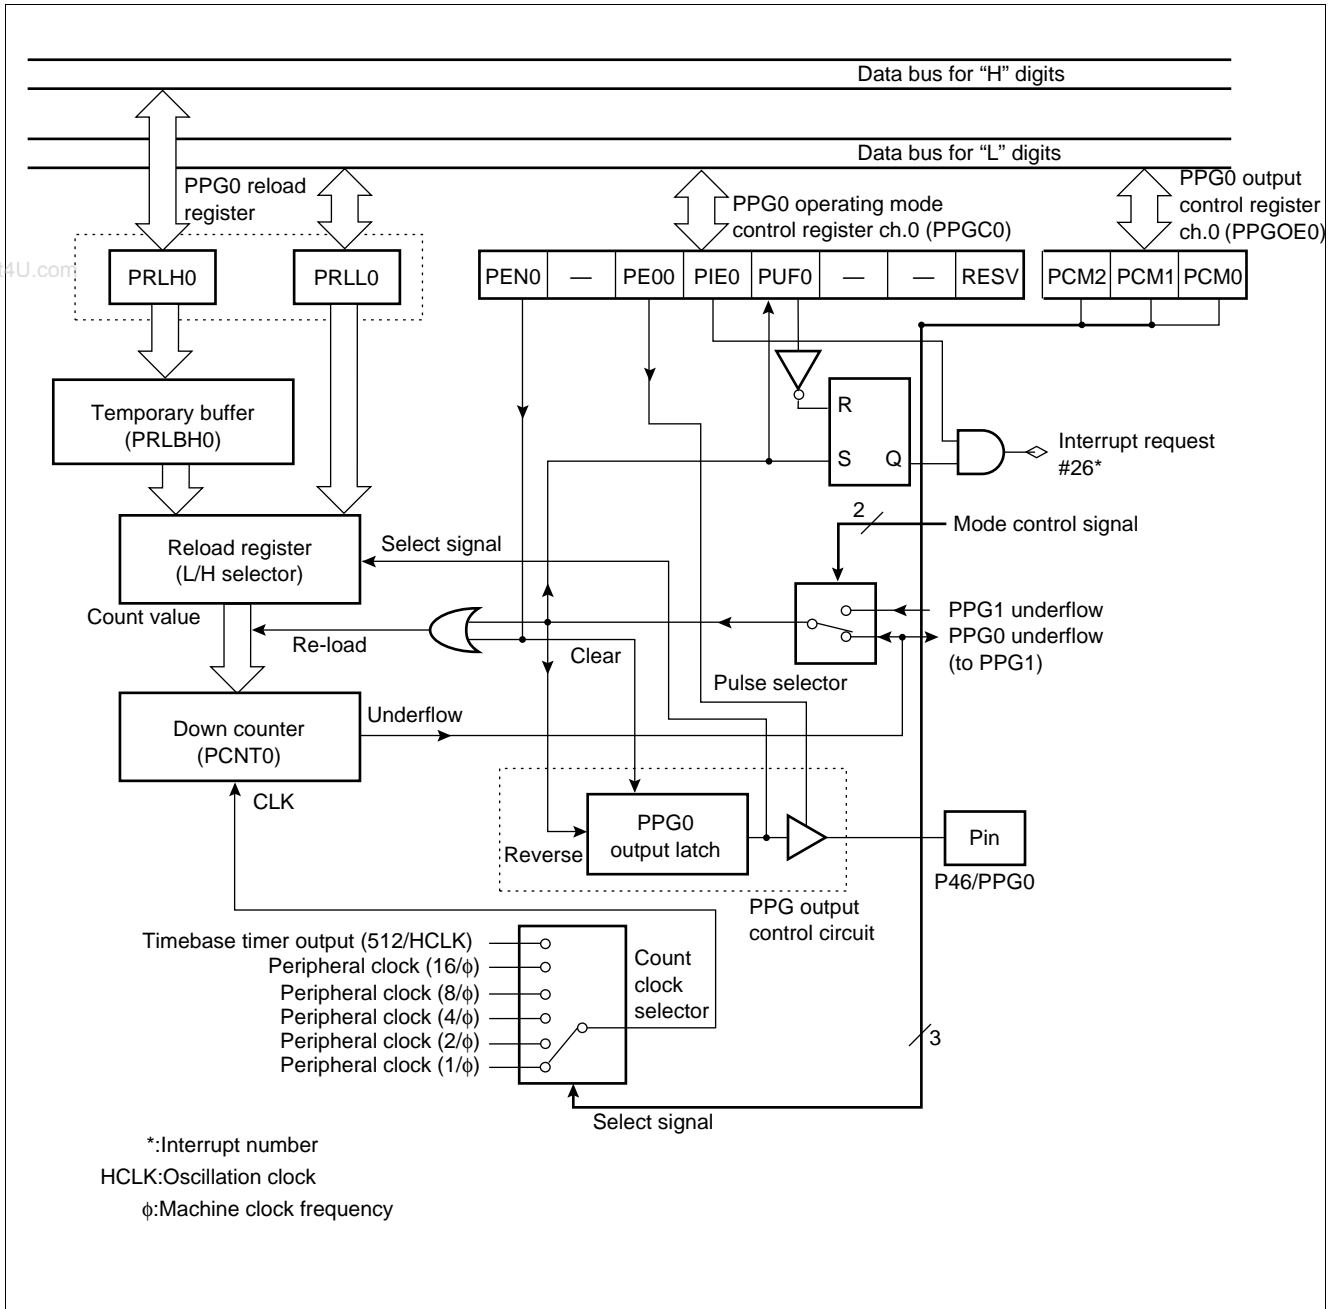 Data bus for “H” digits
Data bus for “L” digits
PPG0 reload
register
PPG0 operating mode
control register ch.0 (PPGC0)
PPG0 output
control register
ch.0 (PPGOE0)
t4U.com
PRLH0
PRLL0
PEN0
—
PE00
PIE0
PUF0
—
—
RESV
PCM2
PCM1
PCM0
Temporary buffer
(PRLBH0)
R
S
Q
Interrupt request
#26*
2
Mode control signal
Reload register
(L/H selector)
Select signal
Count value
Re-load
Clear
PPG1 underflow
PPG0 underflow
(to PPG1)
Pulse selector
Down counter
(PCNT0)
Underflow
CLK
PPG0
output latch
Reverse
Pin
P46/PPG0
PPG output
control circuit
Timebase timer output (512/HCLK)
Peripheral clock (16/ϕ)
Peripheral clock (8/ϕ)
Peripheral clock (4/ϕ)
Peripheral clock (2/ϕ)
Peripheral clock (1/ϕ)
Count
clock
selector
3
Select signal
*:Interrupt number
HCLK:Oscillation clock
ϕ:Machine clock frequency